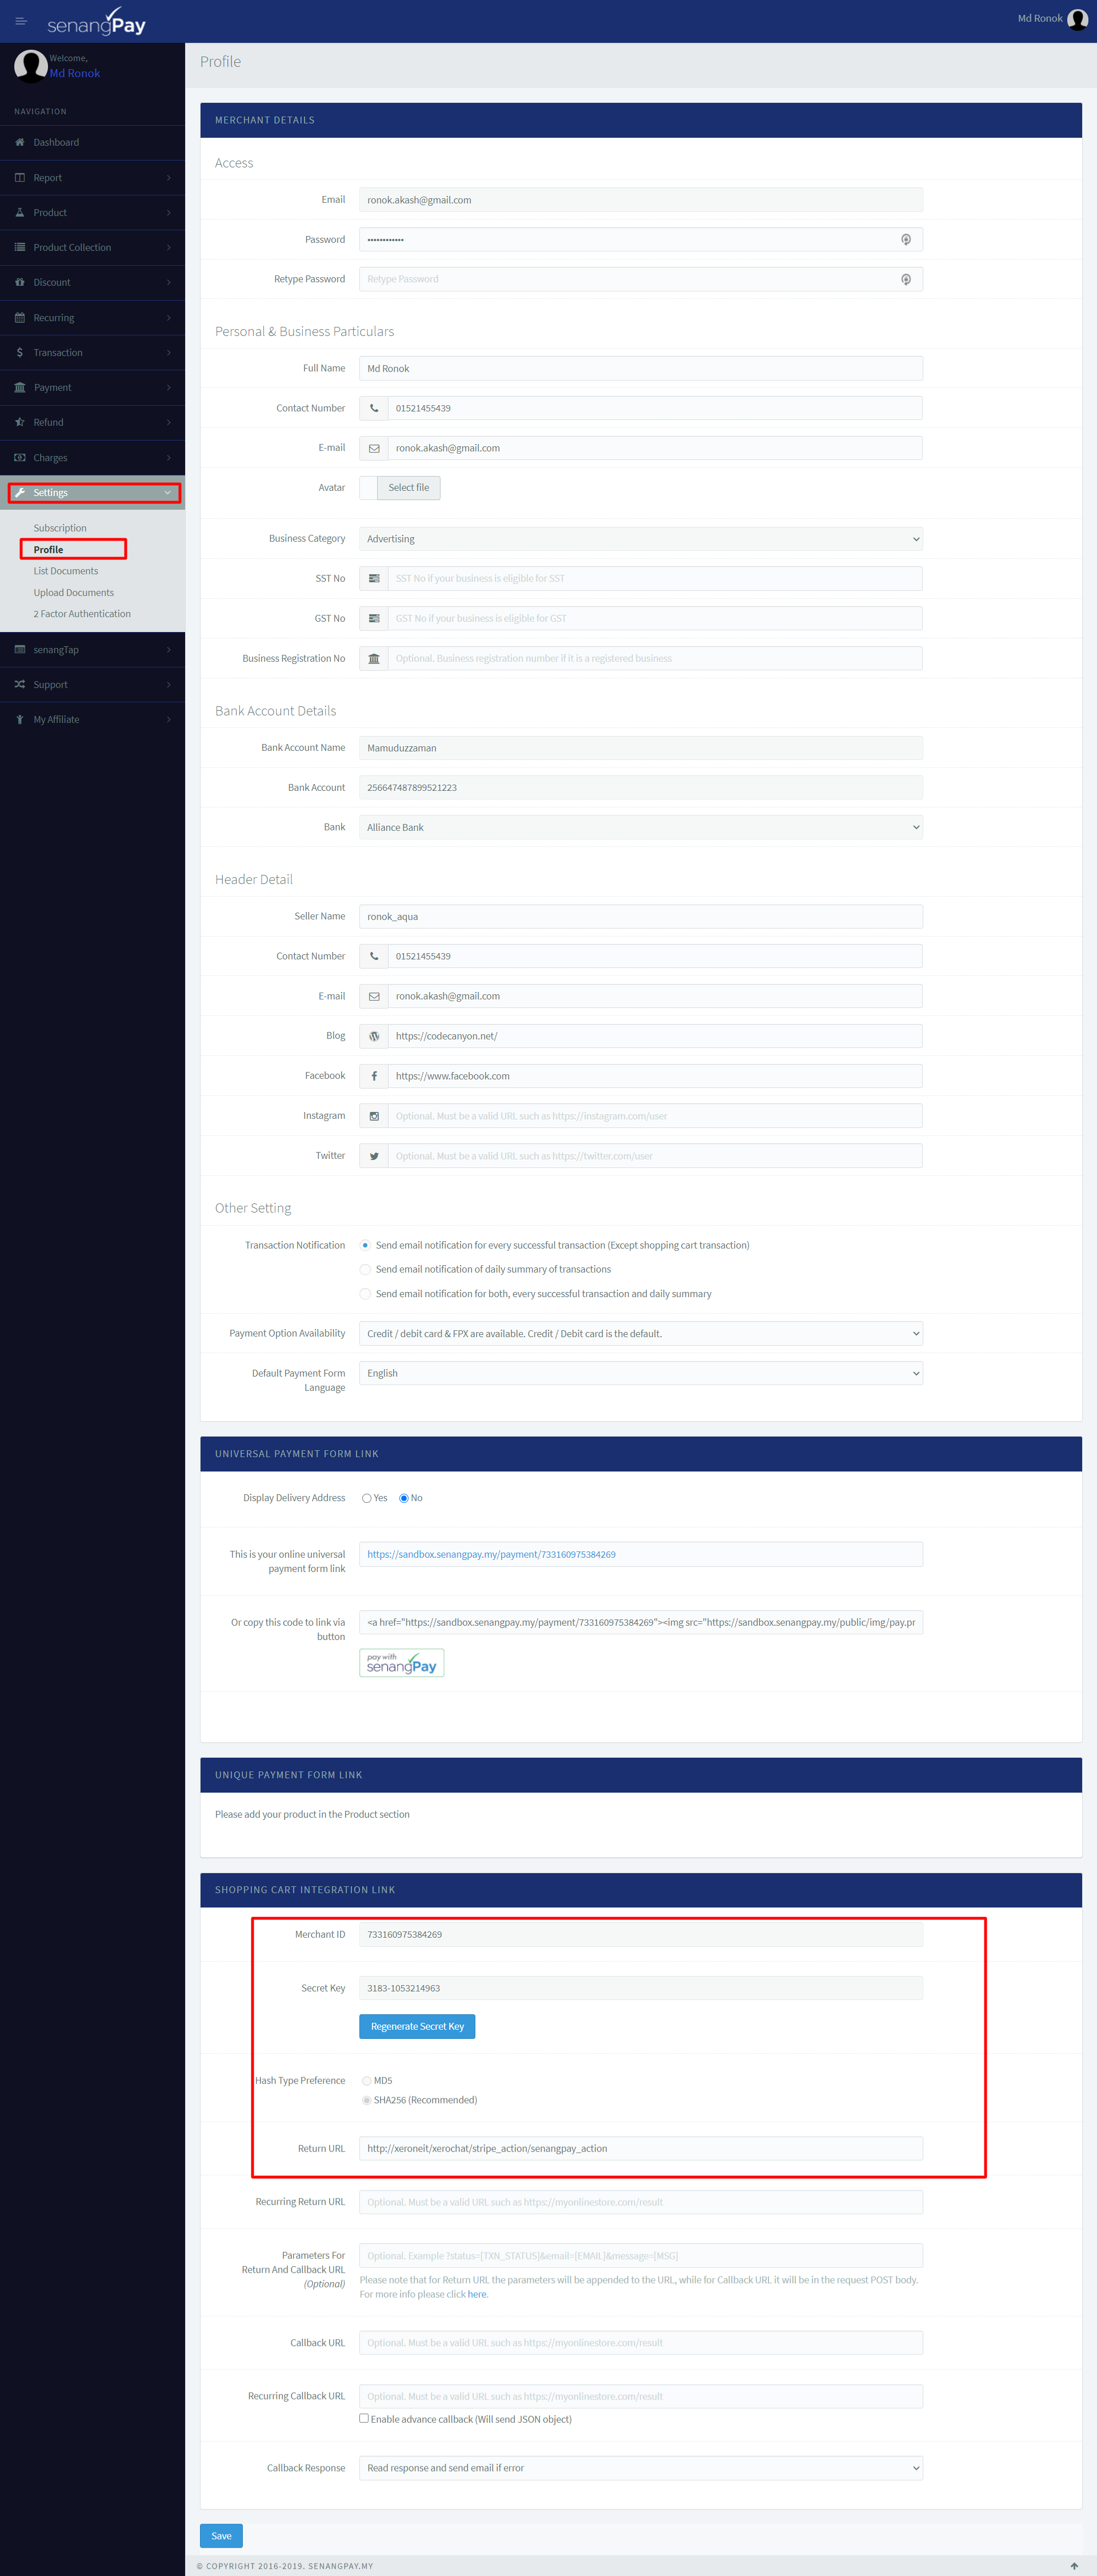 senangPay
Md Ronok
Welcome,
Md Ronok
NAVIGATION
Dashboard
Report
Product
Product Collection
Discount
Recurring
Transaction
Payment
Refund
Charges
Settings
Subscription
Profile
List Documents
Upload Documents
2 Factor Authentication
senangTap
Support
My Affiliate
Profile
MERCHANT DETAILS
Access
Email ronok.akash@gmail.com
Password ••••••••••••
Retype Password Retype Password
Personal & Business Particulars
Full Name Md Ronok
Contact Number 01521455439
E-mail ronok.akash@gmail.com
Avatar Select file
Business Category Advertising
SST No SST No if your business is eligible for SST
GST No GST No if your business is eligible for GST
Business Registration No Optional. Business registration number if it is a registered business
Bank Account Details
Bank Account Name Mamuduzzaman
Bank Account 256647487899521223
Bank Alliance Bank
Header Detail
Seller Name ronok_aqua
Contact Number 01521455439
E-mail ronok.akash@gmail.com
Blog https://codecanyon.net/
Facebook https://www.facebook.com
Instagram Optional. Must be a valid URL such as https://instagram.com/user
Twitter Optional. Must be a valid URL such as https://twitter.com/user
Other Setting
Transaction Notification Send email notification for every successful transaction (Except shopping cart transaction)
Send email notification of daily summary of transactions
Send email notification for both, every successful transaction and daily summary
Payment Option Availability Credit / debit card & FPX are available. Credit / Debit card is the default.
Default Payment Form English
Language
UNIVERSAL PAYMENT FORM LINK
Display Delivery Address Yes No
This is your online universal https://sandbox.senangpay.my/payment/733160975384269
payment form link
Or copy this code to link via <a href="https://sandbox.senangpay.my/payment/733160975384269"><img src="https://sandbox.senangpay.my/public/img/pay.pr
button
pay with
senangPay
UNIQUE PAYMENT FORM LINK
Please add your product in the Product section
SHOPPING CART INTEGRATION LINK
Merchant ID 733160975384269
Secret Key 3183-1053214963
Regenerate Secret Key
Hash Type Preference MD5
SHA256 (Recommended)
Return URL http://xeroneit/xerochat/stripe_action/senangpay_action
Recurring Return URL Optional. Must be a valid URL such as https://myonlinestore.com/result
Parameters For Optional. Example ?status=[TXN_STATUS]&email=[EMAIL]&message=[MSG]
Return And Callback URL
(Optional)
Please note that for Return URL the parameters will be appended to the URL, while for Callback URL it will be in the request POST body.
For more info please click here.
Callback URL Optional. Must be a valid URL such as https://myonlinestore.com/result
Recurring Callback URL Optional. Must be a valid URL such as https://myonlinestore.com/result
Enable advance callback (Will send JSON object)
Callback Response Read response and send email if error
Save
© COPYRIGHT 2016-2019. SENANGPAY.MY